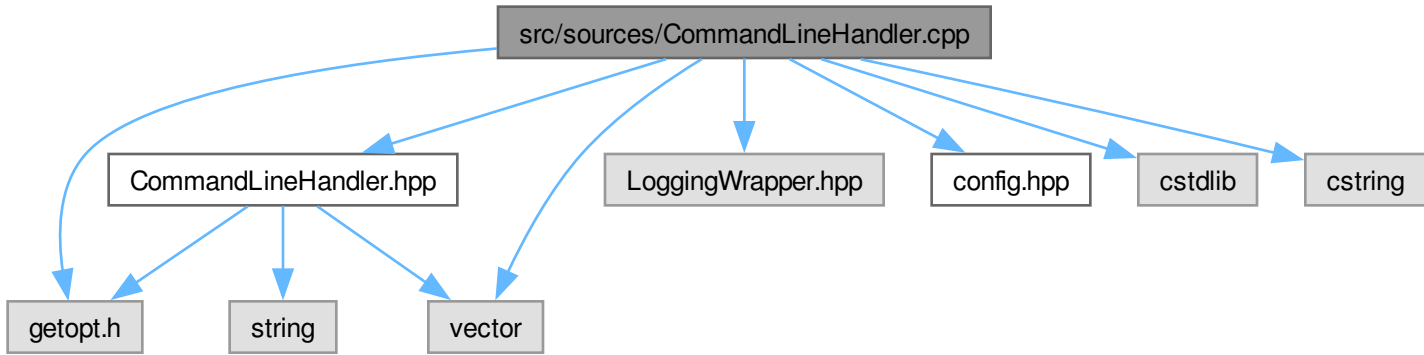 src/sources/CommandLineHandler.cpp
CommandLineHandler.hpp
LoggingWrapper.hpp
config.hpp
cstdlib
cstring
getopt.h
string
vector